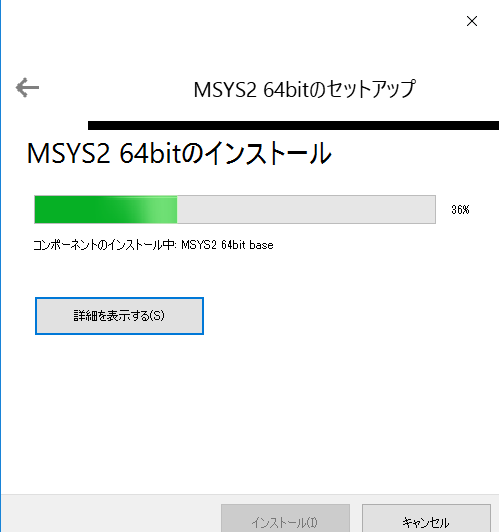 MSYS2 64bitのセットアップ
MSYS2 64bitのインストール
36%
コンポーネントのインストール中: MSYS2 64bit base
詳細を表示する(S)
インストール(I)
キャンセル